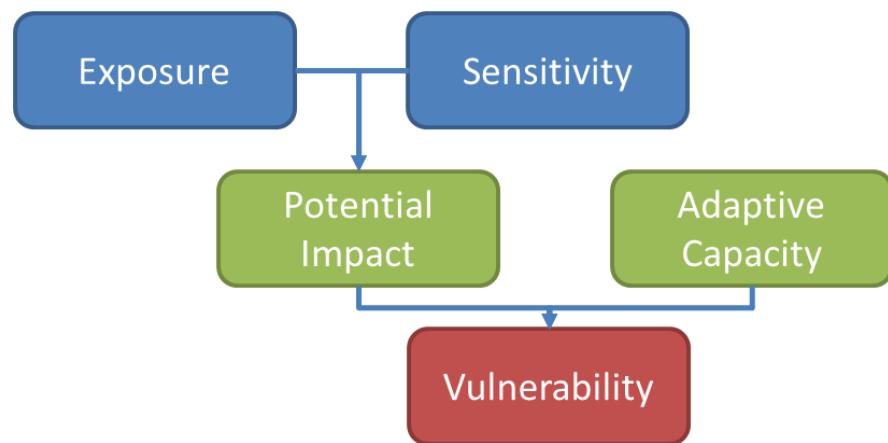 Exposure
Sensitivity
Potential
Impact
Adaptive
Capacity
Vulnerability